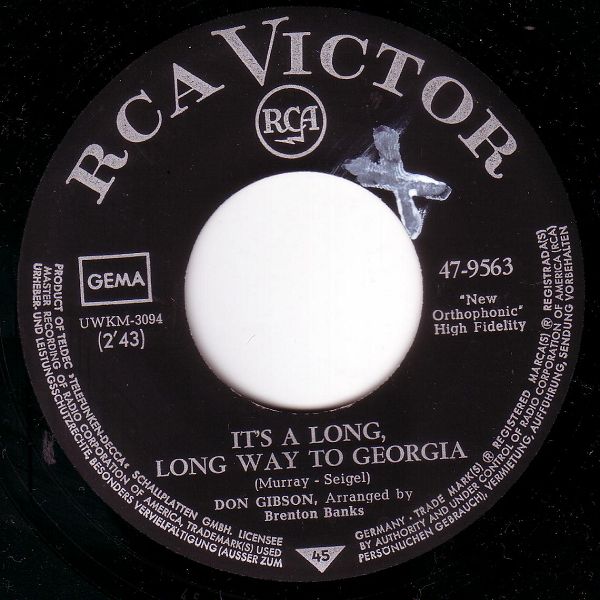 RCA VICTOR
RCA
GEMA
UWKM-3094
(2'43)
47-9563
"New
Orthophonic"
High Fidelity
IT'S A LONG,
LONG WAY TO GEORGIA
(Murray - Seigel)
DON GIBSON, Arranged by
Brenton Banks
45
PRODUCT OF TELDEC »TELEFUNKEN-DECCA« SCHALLPLATTEN GMBH. LICENSEE
MASTER RECORDING OF RADIO CORPORATION OF AMERICA, TRADEMARK(S) USED
URHEBER UND LEISTUNGSSCHUTZRECHTE, BESONDERS VERVIELFÄLTIGUNG (AUSSER ZUM
GERMANY - TRADE MARK(S) ® REGISTERED MARCA(S) ® REGISTRADA(S)
BY AUTHORITY AND UNDER CONTROL OF RADIO CORPORATION OF AMERICA (RCA)
PERSÖNLICHEN GEBRAUCH), VERMIETUNG, AUFFÜHRUNG, SENDUNG VORBEHALTEN